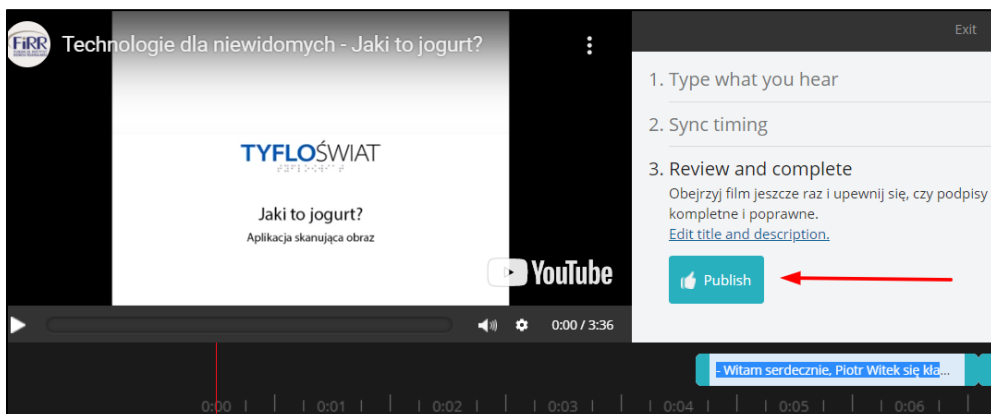 FIRR
Technologie dla niewidomych - Jaki to jogurt?
TYFLOŚWIAT
Jaki to jogurt?
Aplikacja skanująca obraz
YouTube
0:00 / 3:36
Exit
1. Type what you hear
2. Sync timing
3. Review and complete
Obejrzyj film jeszcze raz i upewnij się, czy podpisy
kompletne i poprawne.
Edit title and description.
Publish
- Witam serdecznie, Piotr Witek się kła...
0:00 0:01 0:02 0:03 0:04 0:05 0:06